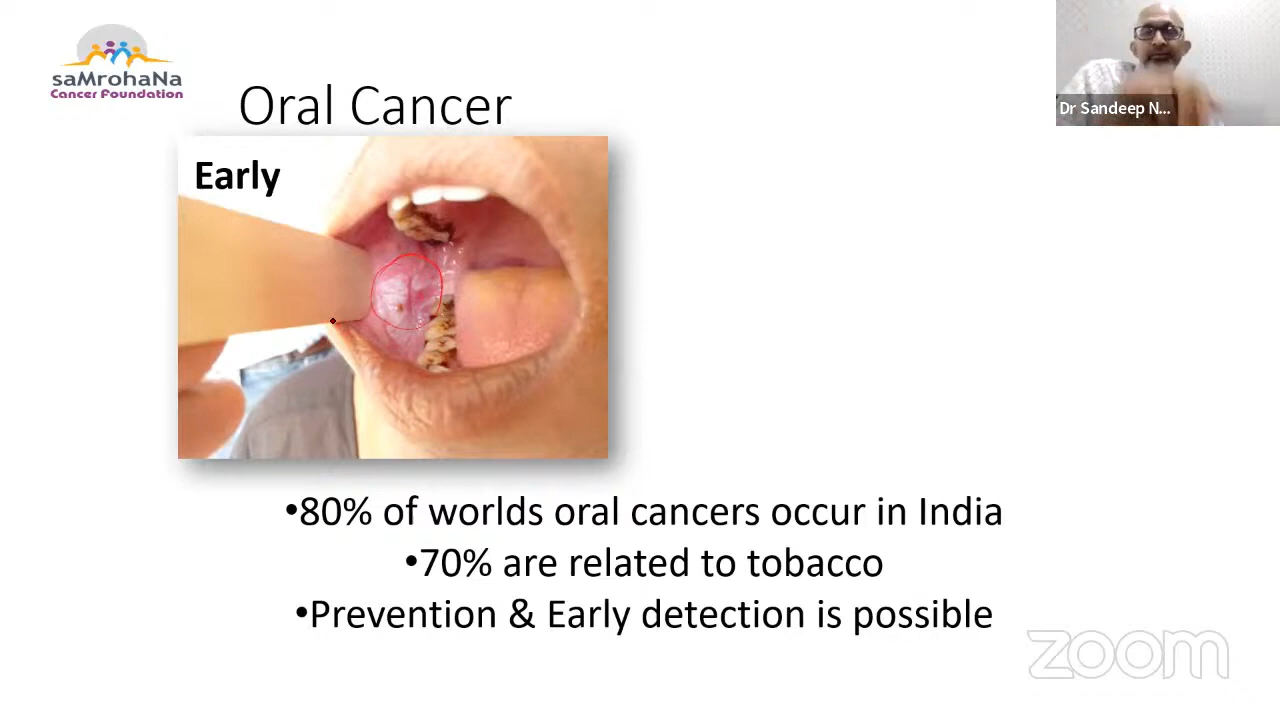 saMrohaNa
Cancer Foundation
Oral Cancer
Dr Sandeep N...
Early
•80% of worlds oral cancers occur in India
•70% are related to tobacco
•Prevention & Early detection is possible
zoom